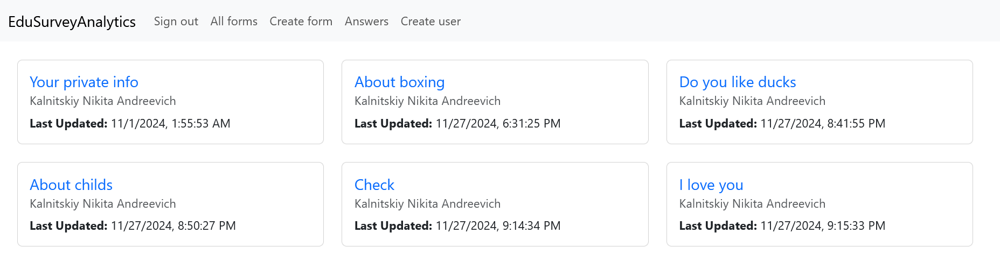 EduSurveyAnalytics Sign out All forms Create form Answers Create user
Your private info
Kalnitskiy Nikita Andreevich
Last Updated: 11/1/2024, 1:55:53 AM
About boxing
Kalnitskiy Nikita Andreevich
Last Updated: 11/27/2024, 6:31:25 PM
Do you like ducks
Kalnitskiy Nikita Andreevich
Last Updated: 11/27/2024, 8:41:55 PM
About childs
Kalnitskiy Nikita Andreevich
Last Updated: 11/27/2024, 8:50:27 PM
Check
Kalnitskiy Nikita Andreevich
Last Updated: 11/27/2024, 9:14:34 PM
I love you
Kalnitskiy Nikita Andreevich
Last Updated: 11/27/2024, 9:15:33 PM